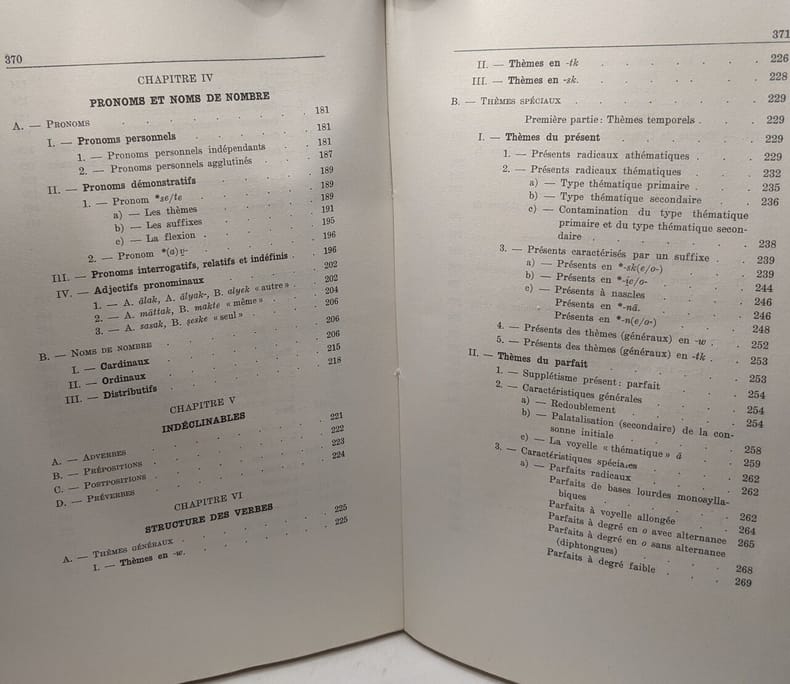 370
CHAPITRE IV
PRONOMS ET NOMS DE NOMBRE
A. — Pronoms . . . . . . 181
I. — Pronoms personnels . . . . 181
1. — Pronoms personnels indépendants . . 181
2. — Pronoms personnels agglutinés . . 187
II. — Pronoms démonstratifs . . . . 189
1. — Pronom *se/te . . . . . 189
a) — Les thèmes . . . . . 189
b) — Les suffixes . . . . . 191
c) — La flexion . . . . . 195
2. — Pronom *(a)u̯- . . . . . 196
III. — Pronoms interrogatifs, relatifs et indéfinis . 196
IV. — Adjectifs pronominaux . . . . 202
1. — A. ālak, A. ālyak-, B. alyek « autre » . 202
2. — A. māttak, B. makte « même » . . 204
3. — A. sasak, B. ṣeske « seul » . . . 206
B. — Noms de nombre . . . . . 206
I. — Cardinaux . . . . . 206
II. — Ordinaux . . . . . 215
III. — Distributifs . . . . . 218
CHAPITRE V
INDÉCLINABLES
A. — Adverbes . . . . . 221
B. — Prépositions . . . . . 222
C. — Postpositions . . . . . 223
D. — Préverbes . . . . . 224
CHAPITRE VI
STRUCTURE DES VERBES
A. — Thèmes généraux . . . . . 225
I. — Thèmes en -w. . . . . . 225
371
II. — Thèmes en -tk . . . . . 226
III. — Thèmes en -sk. . . . . . 228
B. — Thèmes spéciaux . . . . . 229
Première partie: Thèmes temporels . . . 229
I. — Thèmes du présent . . . . 229
1. — Présents radicaux athématiques . . 229
2. — Présents radicaux thématiques . . 232
a) — Type thématique primaire . . . 235
b) — Type thématique secondaire . . 236
c) — Contamination du type thématique
primaire et du type thématique secon-
daire . . . . . . 238
3. — Présents caractérisés par un suffixe . . 239
a) — Présents en *-sk(e/o-) . . . 239
b) — Présents en *-i̯e/o- . . . . 244
c) — Présents à nasales . . . . 246
Présents en *-nā. . . . . 246
Présents en *-n(e/o-) . . . . 248
4. — Présents des thèmes (généraux) en -w . 252
5. — Présents des thèmes (généraux) en -tk . 253
II. — Thèmes du parfait . . . . 253
1. — Supplétisme présent: parfait . . . 254
2. — Caractéristiques générales . . . 254
a) — Redoublement . . . . . 254
b) — Palatalisation (secondaire) de la con-
sonne initiale . . . . . 258
c) — La voyelle « thématique » ā . . 259
3. — Caractéristiques spéciales . . . 262
a) — Parfaits radicaux . . . . 262
Parfaits de bases lourdes monosylla-
biques . . . . . . 262
Parfaits à voyelle allongée . . . 264
Parfaits à degré en o avec alternance 265
Parfaits à degré en o sans alternance
(diphtongues) . . . . . 268
Parfaits à degré faible . . . . 269